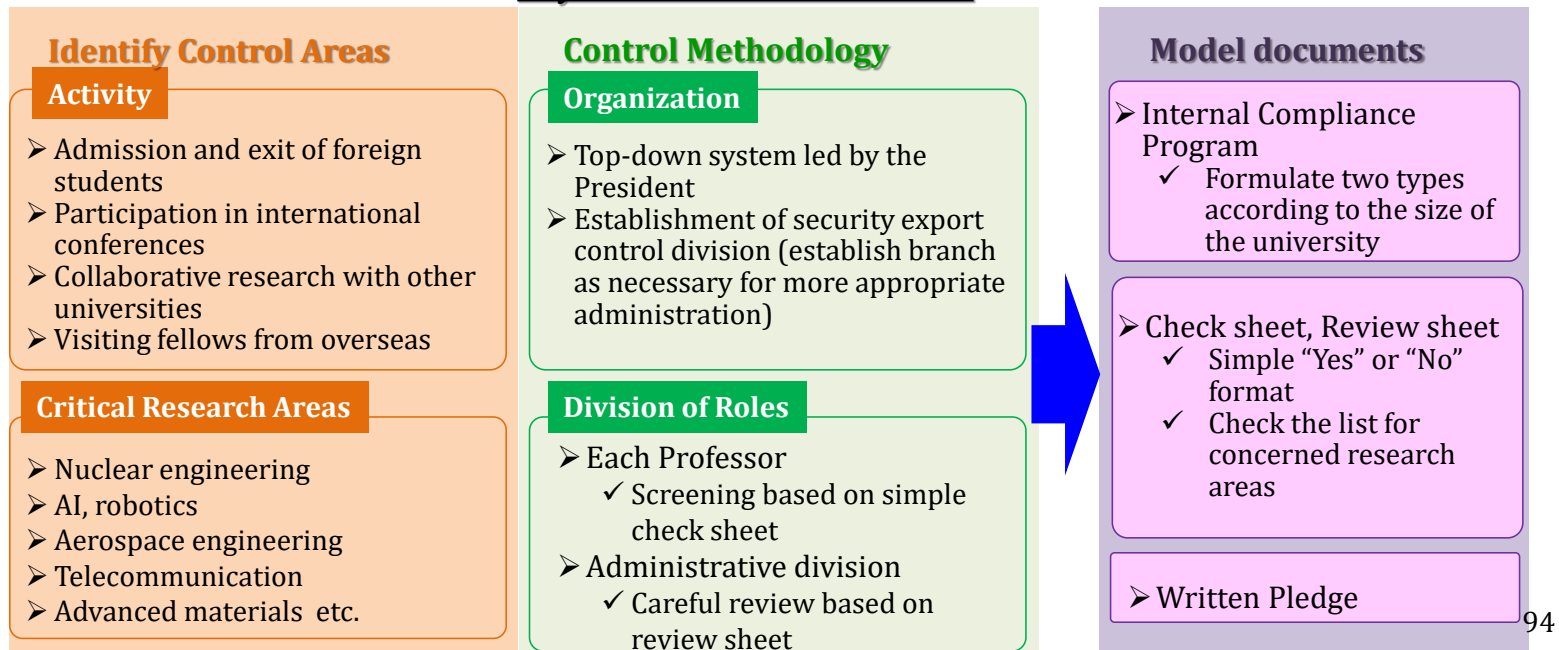 Identify Control Areas
Activity
➢ Admission and exit of foreign
students
➢ Participation in international
conferences
➢ Collaborative research with other
universities
➢ Visiting fellows from overseas
Critical Research Areas
➢ Nuclear engineering
➢ AI, robotics
➢ Aerospace engineering
➢ Telecommunication
➢ Advanced materials etc.
Control Methodology
Organization
➢ Top-down system led by the
President
➢ Establishment of security export
control division (establish branch
as necessary for more appropriate
administration)
Division of Roles
➢ Each Professor
✓ Screening based on simple
check sheet
➢ Administrative division
✓ Careful review based on
review sheet
Model documents
➢ Internal Compliance
Program
✓ Formulate two types
according to the size of
the university
➢ Check sheet, Review sheet
✓ Simple “Yes” or “No”
format
✓ Check the list for
concerned research
areas
➢ Written Pledge
94